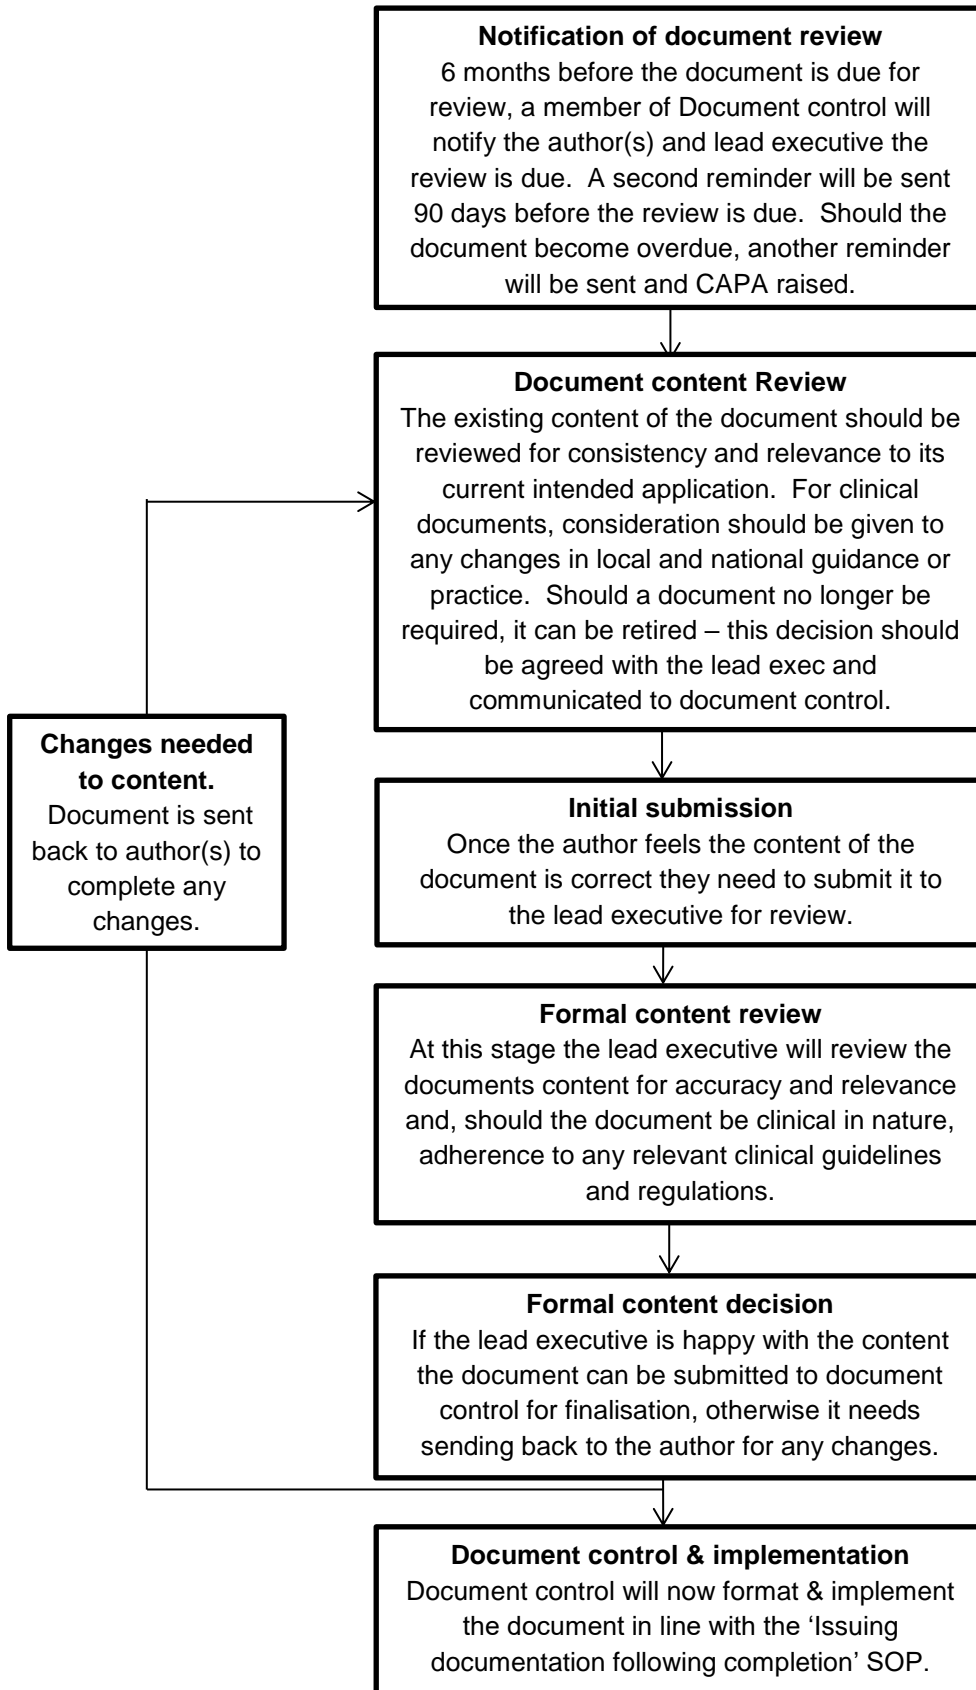 Notification of document review
6 months before the document is due for
review, a member of Document control will
notify the author(s) and lead executive the
review is due.  A second reminder will be sent
90 days before the review is due.  Should the
document become overdue, another reminder
will be sent and CAPA raised.
Document content Review
The existing content of the document should be
reviewed for consistency and relevance to its
current intended application.  For clinical
documents, consideration should be given to
any changes in local and national guidance or
practice.  Should a document no longer be
required, it can be retired – this decision should
be agreed with the lead exec and
communicated to document control.
Changes needed
to content.
Document is sent
back to author(s) to
complete any
changes.
Initial submission
Once the author feels the content of the
document is correct they need to submit it to
the lead executive for review.
Formal content review
At this stage the lead executive will review the
documents content for accuracy and relevance
and, should the document be clinical in nature,
adherence to any relevant clinical guidelines
and regulations.
Formal content decision
If the lead executive is happy with the content
the document can be submitted to document
control for finalisation, otherwise it needs
sending back to the author for any changes.
Document control & implementation
Document control will now format & implement
the document in line with the ‘Issuing
documentation following completion’ SOP.